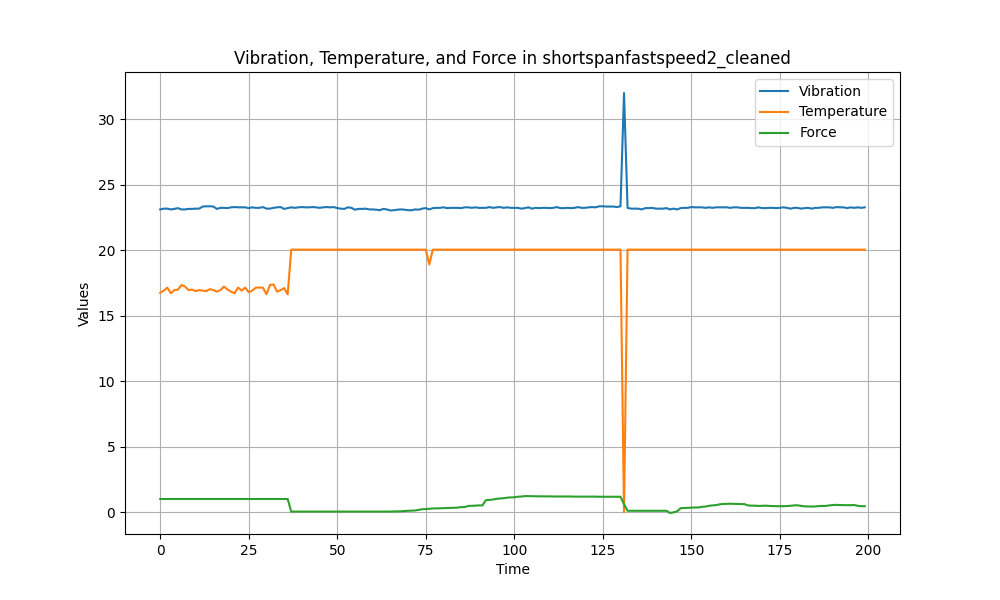 Vibration, Temperature, and Force in shortspanfastspeed2_cleaned
Vibration
Temperature
Force
Values
30
25
20
15
10
5
0
0 25 50 75 100 125 150 175 200
Time